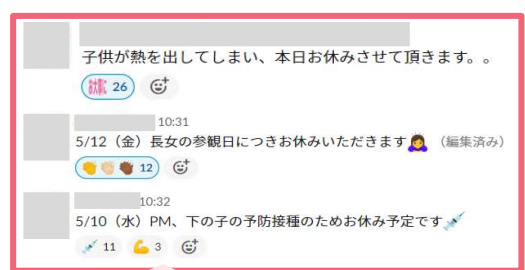 子供が熱を出してしまい、本日お休みさせて頂きます。。
26
10:31
5/12（金）長女の参観日につきお休みいただきます （編集済み）
12
10:32
5/10（水）PM、下の子の予防接種のためお休み予定です
11 3